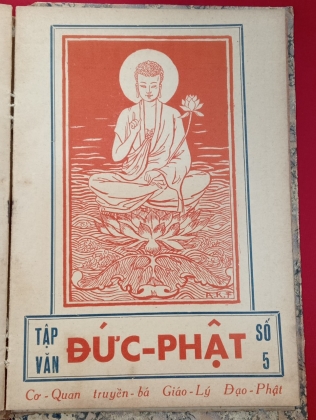 TẬP VĂN
ĐỨC-PHẬT
SỐ 5
Cơ-Quan truyền-bá Giáo-Lý Đạo-Phật